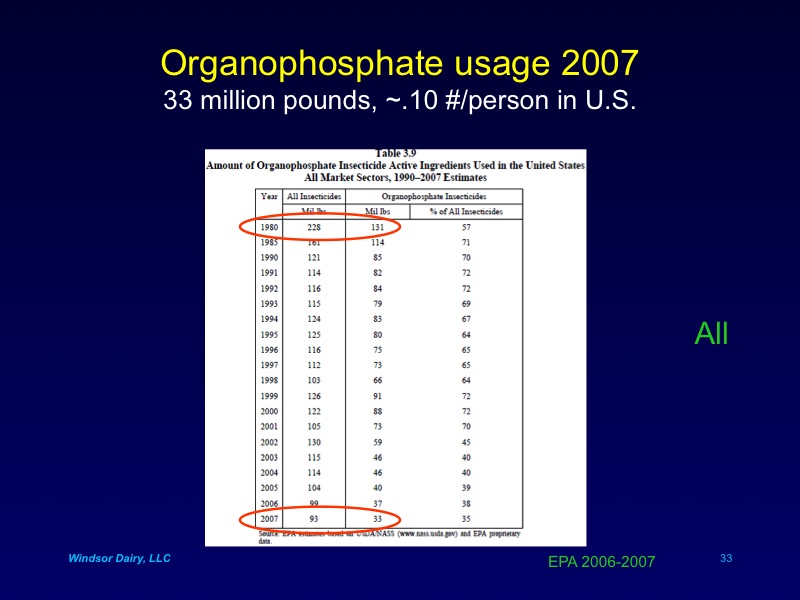 Organophosphate usage 2007
33 million pounds, ~.10 #/person in U.S.
Table 3.9
Amount of Organophosphate Insecticide Active Ingredients Used in the United States
All Market Sectors, 1990–2007 Estimates
Year All Insecticides Organophosphate Insecticides
Mil lbs Mil lbs % of All Insecticides
1980 228 131 57
1985 161 114 71
1990 121 85 70
1991 114 82 72
1992 116 84 72
1993 115 79 69
1994 124 83 67
1995 125 80 64
1996 116 75 65
1997 112 73 65
1998 103 66 64
1999 126 91 72
2000 122 88 72
2001 105 73 70
2002 130 59 45
2003 115 46 40
2004 114 46 40
2005 104 40 39
2006 99 37 38
2007 93 33 35
Source: EPA estimates based on USDA/NASS (www.nass.usda.gov) and EPA proprietary
data.
All
Windsor Dairy, LLC
EPA 2006-2007
33